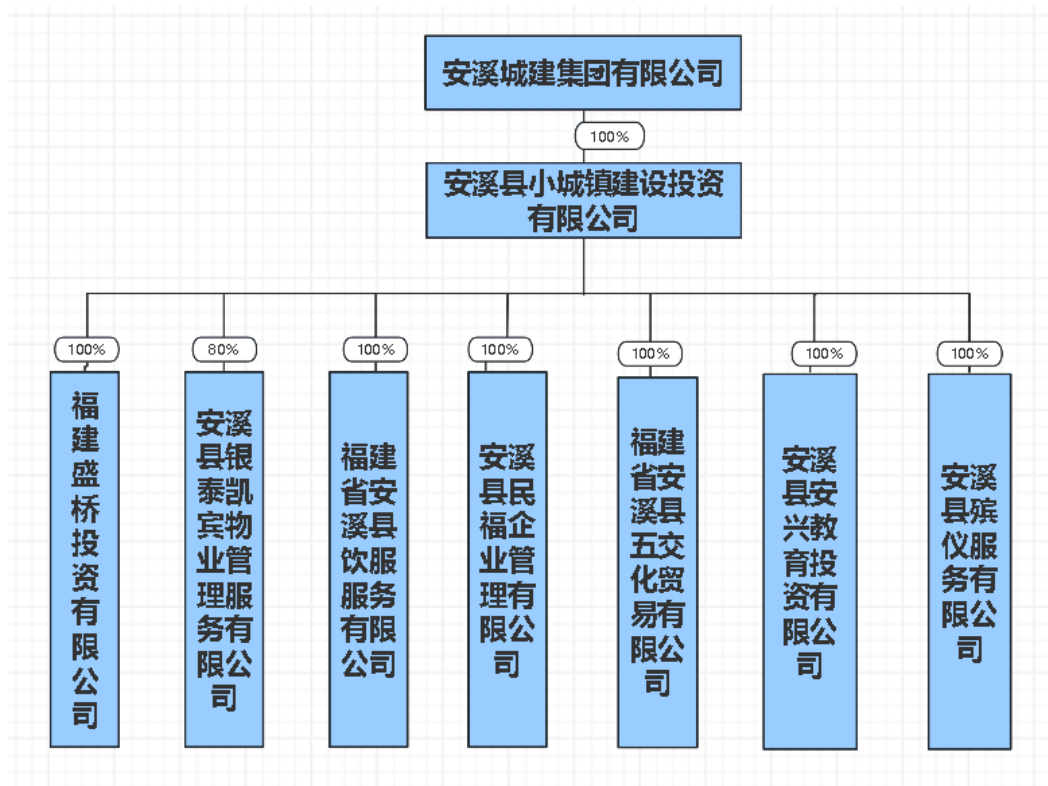 安溪城建集团有限公司
100%
安溪县小城镇建设投资
有限公司
100%
80%
100%
100%
100%
100%
100%
福
建
盛
桥
投
资
有
限
公
司
安溪
县银
泰凯
宾物
业管
理服
务有
限公
司
福建
省安
溪县
饮服
服务
有限
公司
安溪
县民
福企
业管
理有
限公
司
福建
省安
溪县
五交
化贸
易有
限公
司
安溪
县安
兴教
育投
资有
限公
司
安溪
县殡
仪服
务有
限公
司